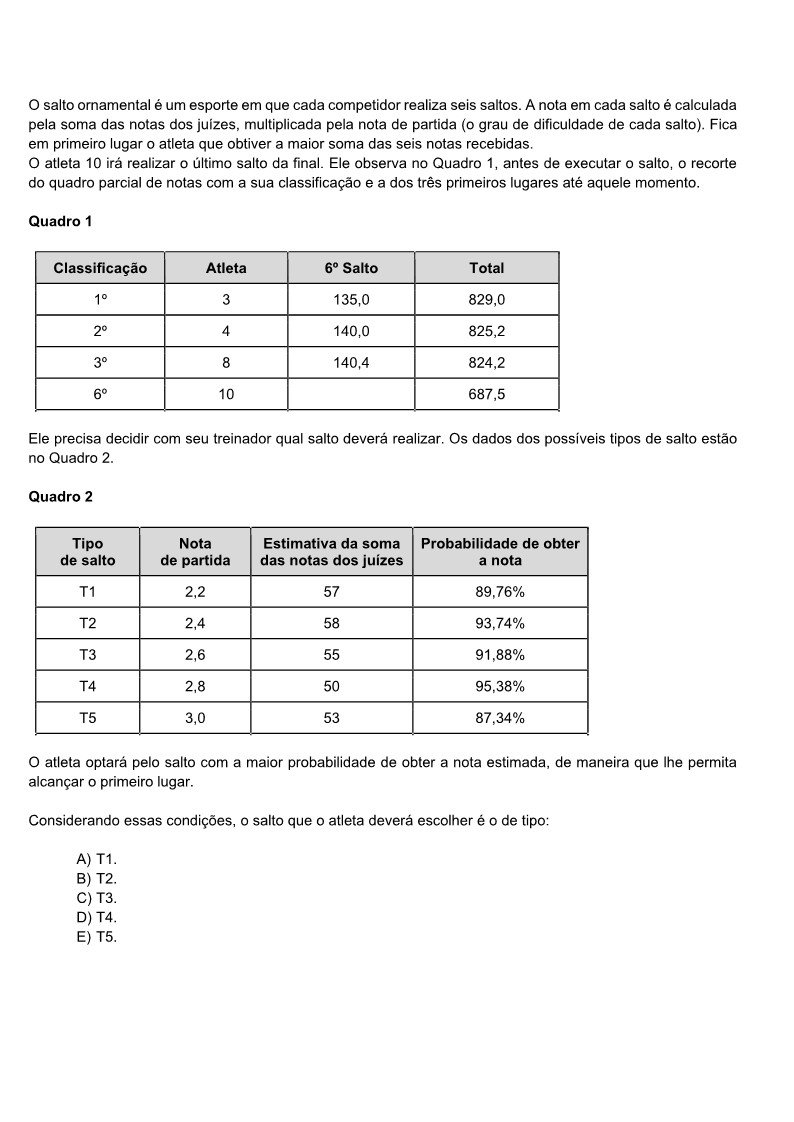 O salto ornamental é um esporte em que cada competidor realiza seis saltos. A nota em cada salto é calculada
pela soma das notas dos juízes, multiplicada pela nota de partida (o grau de dificuldade de cada salto). Fica
em primeiro lugar o atleta que obtiver a maior soma das seis notas recebidas.
O atleta 10 irá realizar o último salto da final. Ele observa no Quadro 1, antes de executar o salto, o recorte
do quadro parcial de notas com a sua classificação e a dos três primeiros lugares até aquele momento.
Quadro 1
Classificação Atleta 6º Salto Total
1º 3 135,0 829,0
2º 4 140,0 825,2
3º 8 140,4 824,2
6º 10 687,5
Ele precisa decidir com seu treinador qual salto deverá realizar. Os dados dos possíveis tipos de salto estão
no Quadro 2.
Quadro 2
Tipo Nota Estimativa da soma Probabilidade de obter
de salto de partida das notas dos juízes a nota
T1 2,2 57 89,76%
T2 2,4 58 93,74%
T3 2,6 55 91,88%
T4 2,8 50 95,38%
T5 3,0 53 87,34%
O atleta optará pelo salto com a maior probabilidade de obter a nota estimada, de maneira que lhe permita
alcançar o primeiro lugar.
Considerando essas condições, o salto que o atleta deverá escolher é o de tipo:
A) T1.
B) T2.
C) T3.
D) T4.
E) T5.